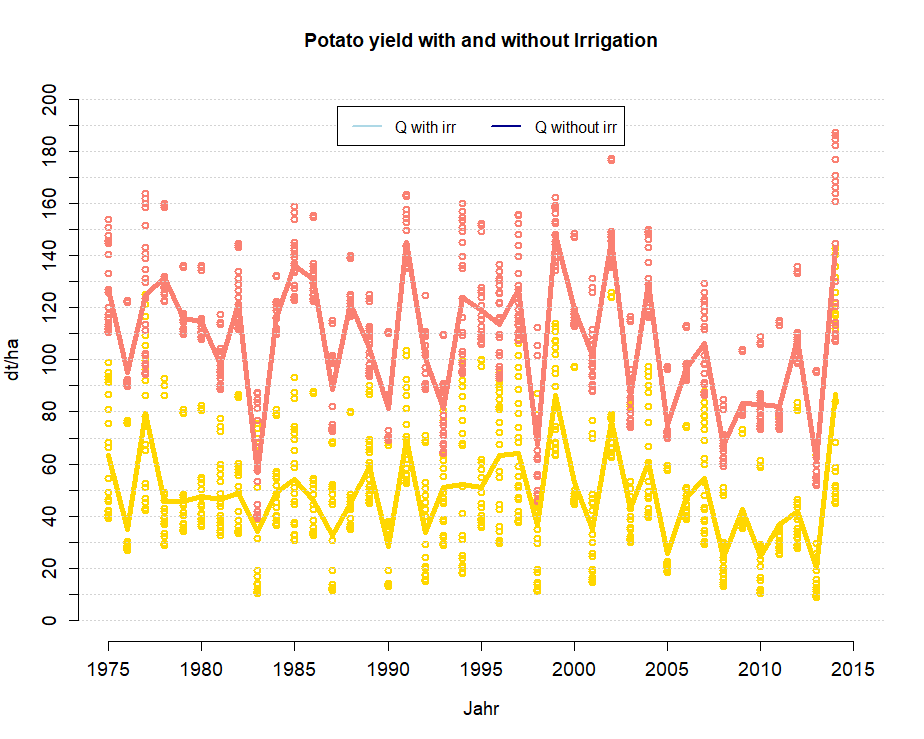 Potato yield with and without Irrigation
Q with irr Q without irr
dt/ha
200
180
160
140
120
100
80
60
40
20
0
1975 1980 1985 1990 1995 2000 2005 2010 2015
Jahr